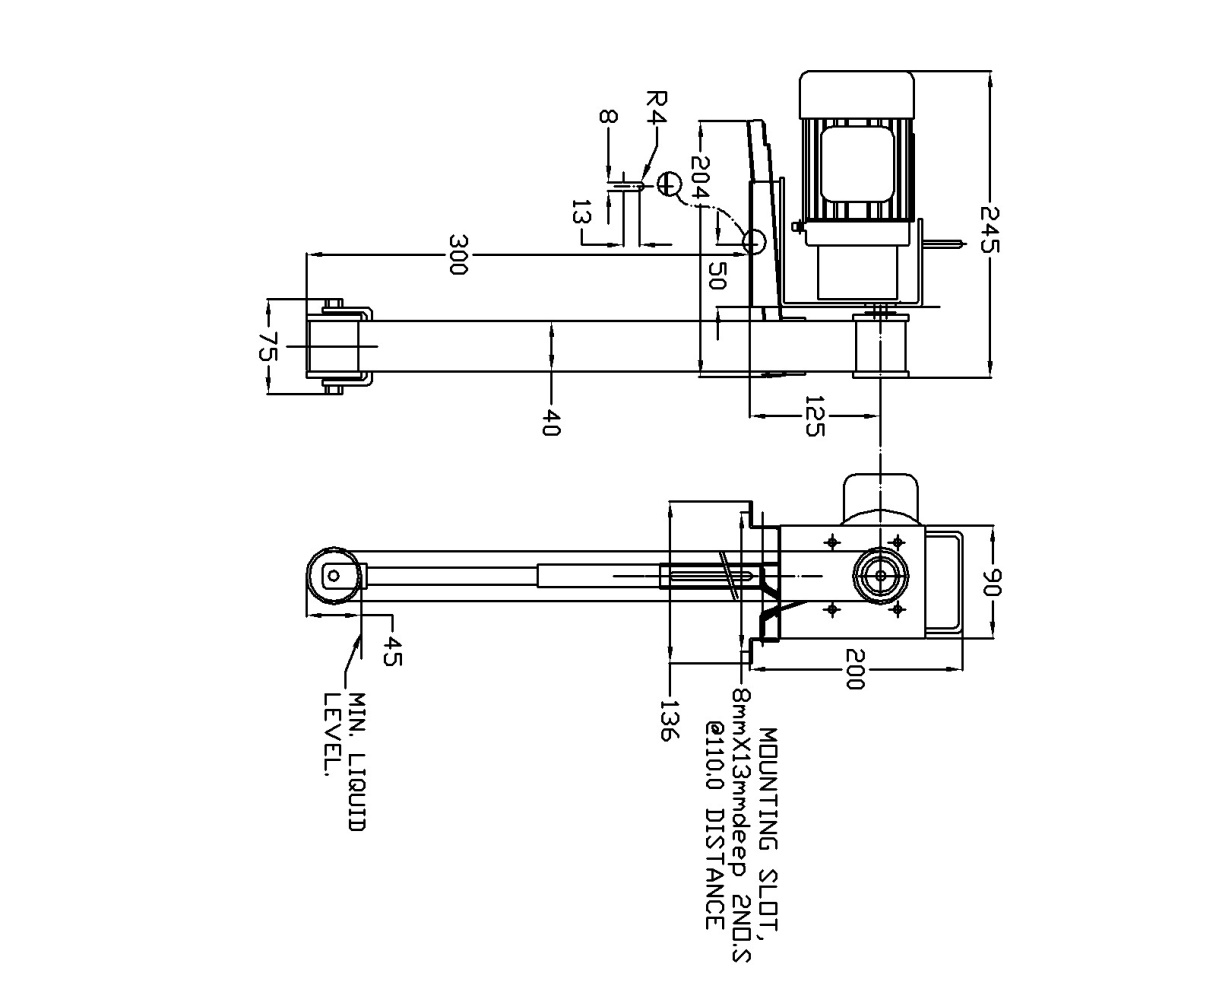 245
R4
8
204
13
50
300
75
40
125
90
200
45
136
MIN. LIQUID
LEVEL.
MOUNTING SLOT,
8mmX13mmdeep 2NO.S
@110.0 DISTANCE